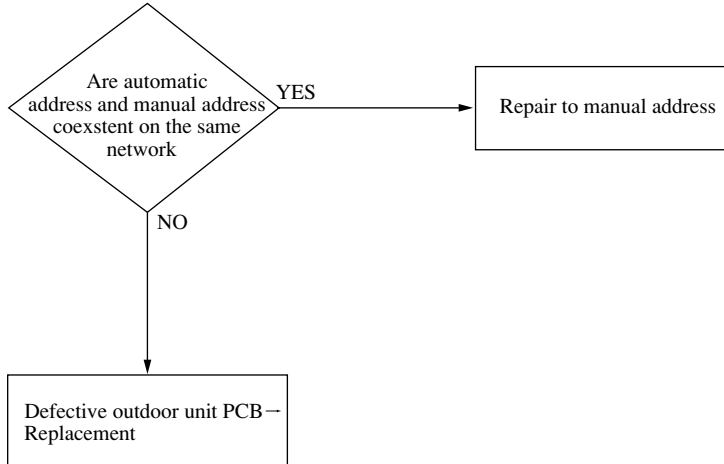 Are automatic
address and manual address
coexstent on the same
network
YES
Repair to manual address
NO
Defective outdoor unit PCB→
Replacement